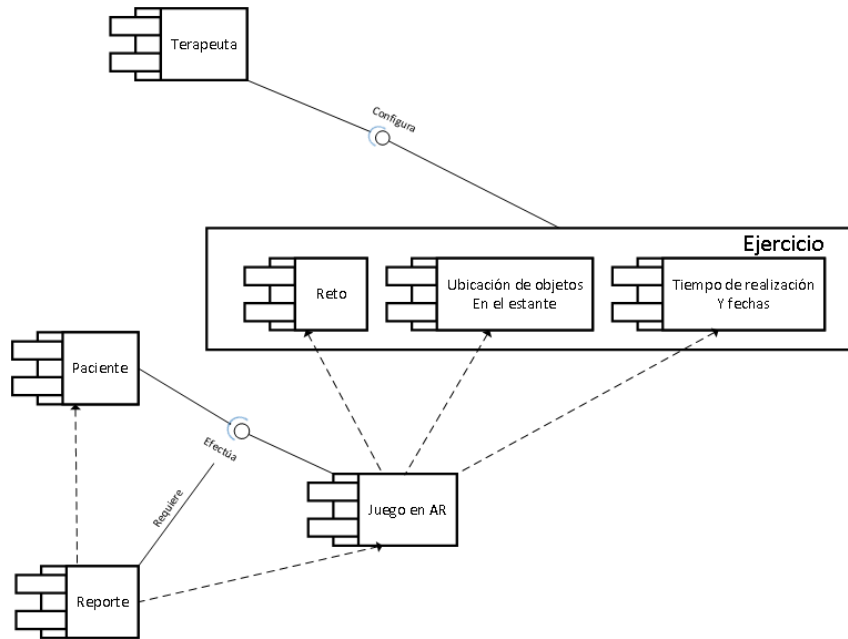 Terapeuta
Configura
Ejercicio
Reto
Ubicación de objetos
En el estante
Tiempo de realización
Y fechas
Paciente
Efectúa
Requiere
Juego en AR
Reporte